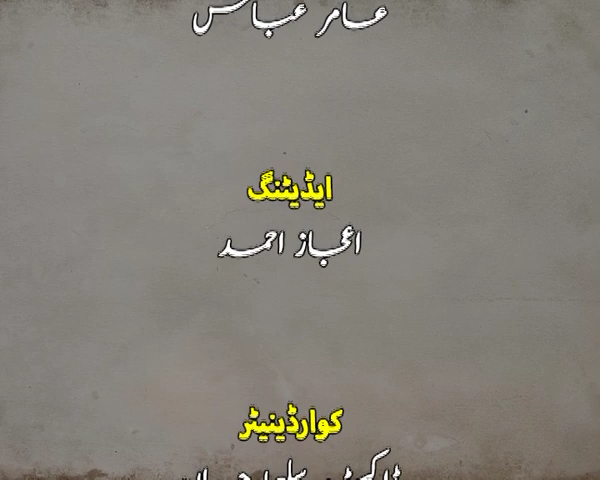 عامر عباس
ایڈیٹنگ
اعجاز احمد
کوارڈینیٹر